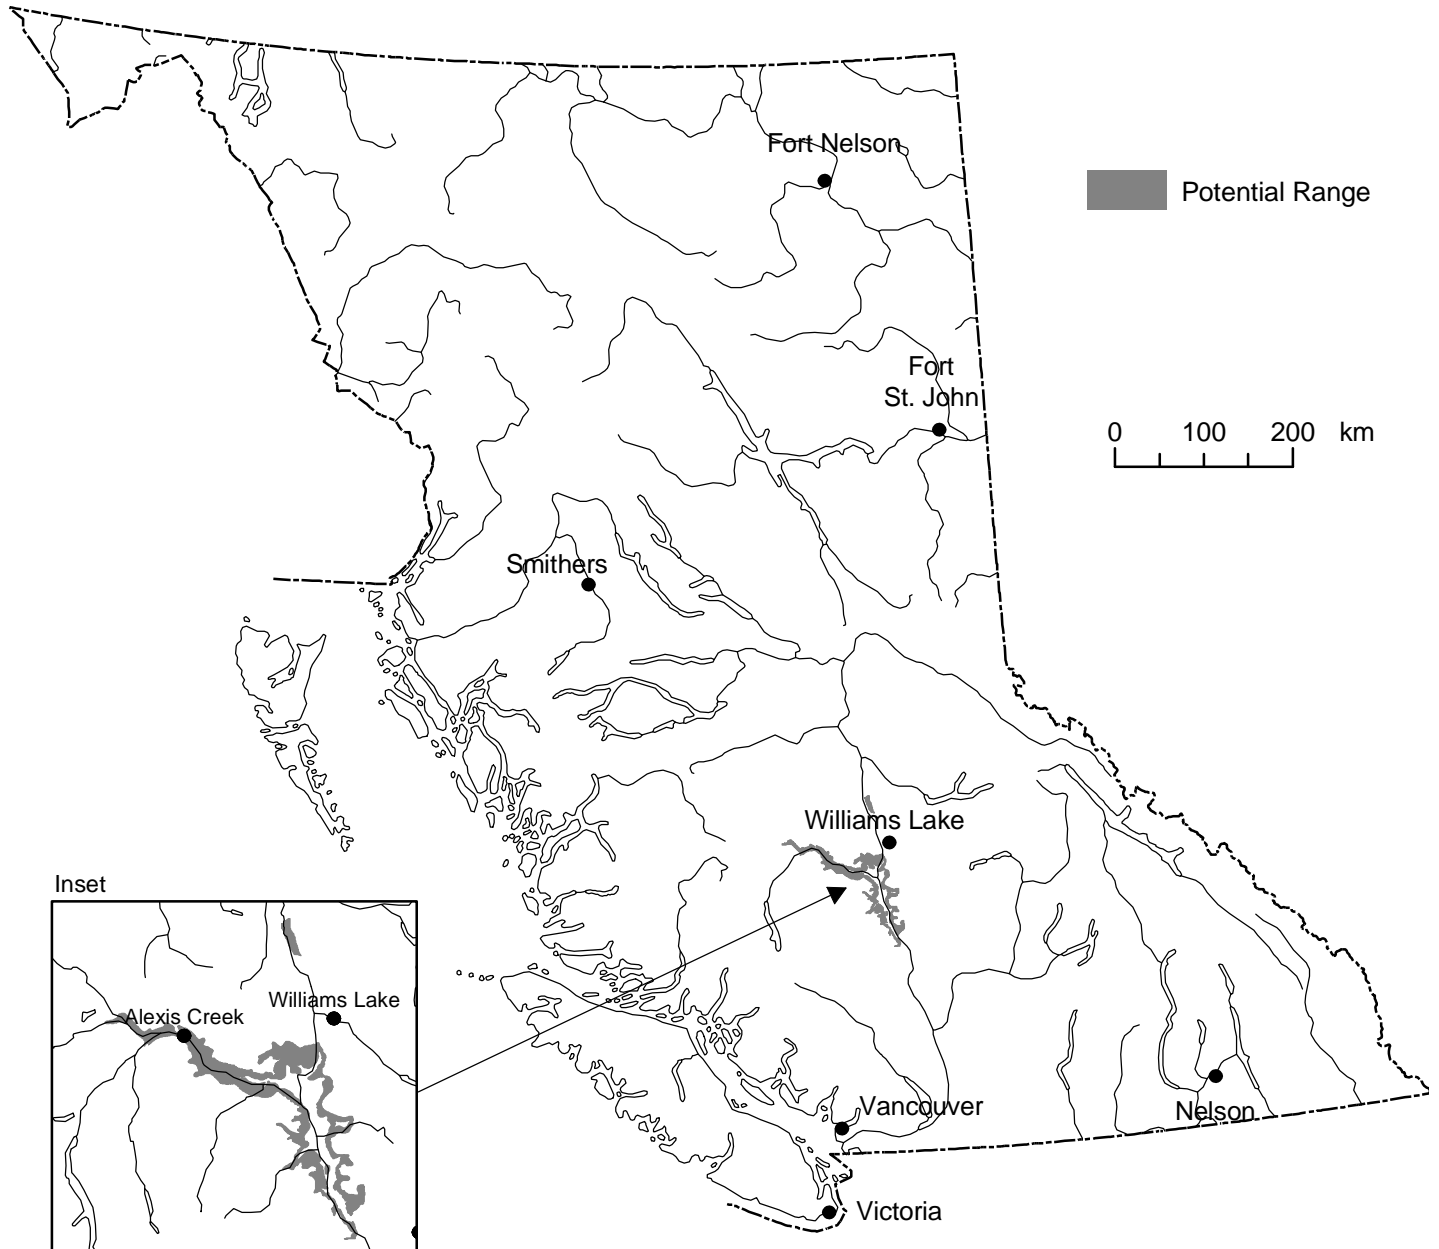 Fort Nelson
Potential Range
Fort
St. John
0 100 200 km
Smithers
Williams Lake
Inset
Williams Lake
Alexis Creek
Nelson
Vancouver
Victoria